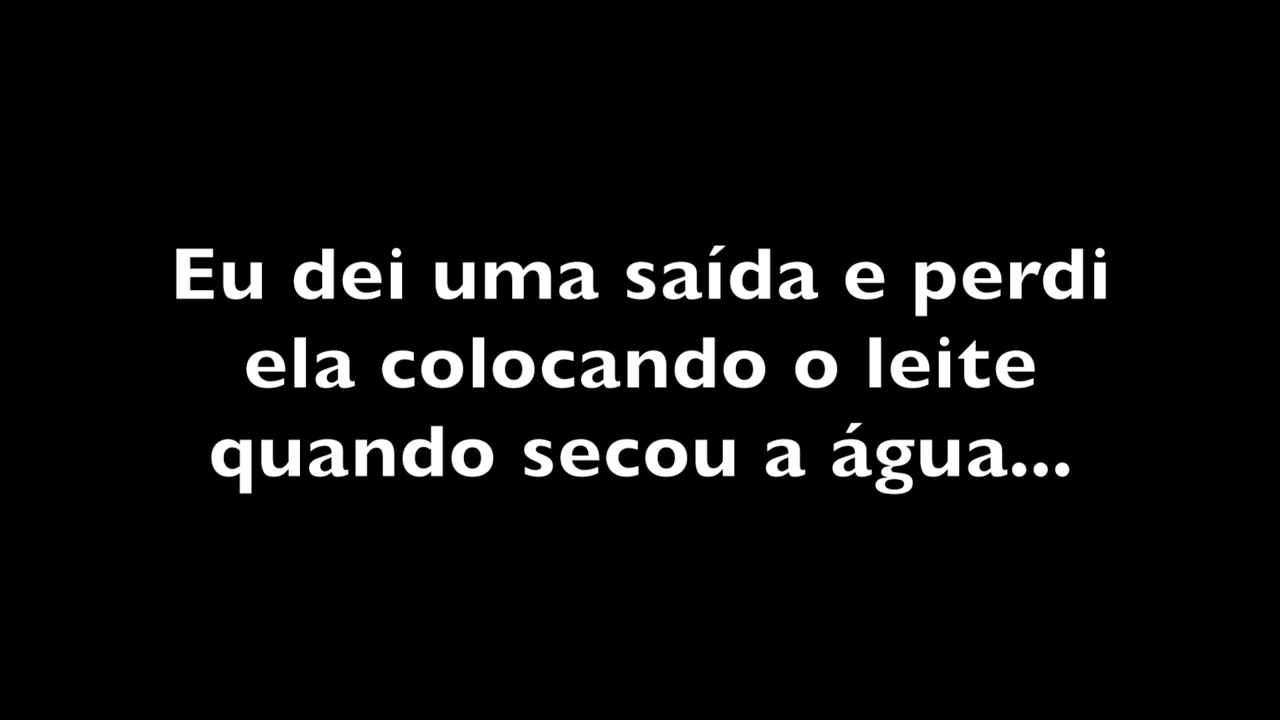 Eu dei uma saída e perdi
ela colocando o leite
quando secou a água...